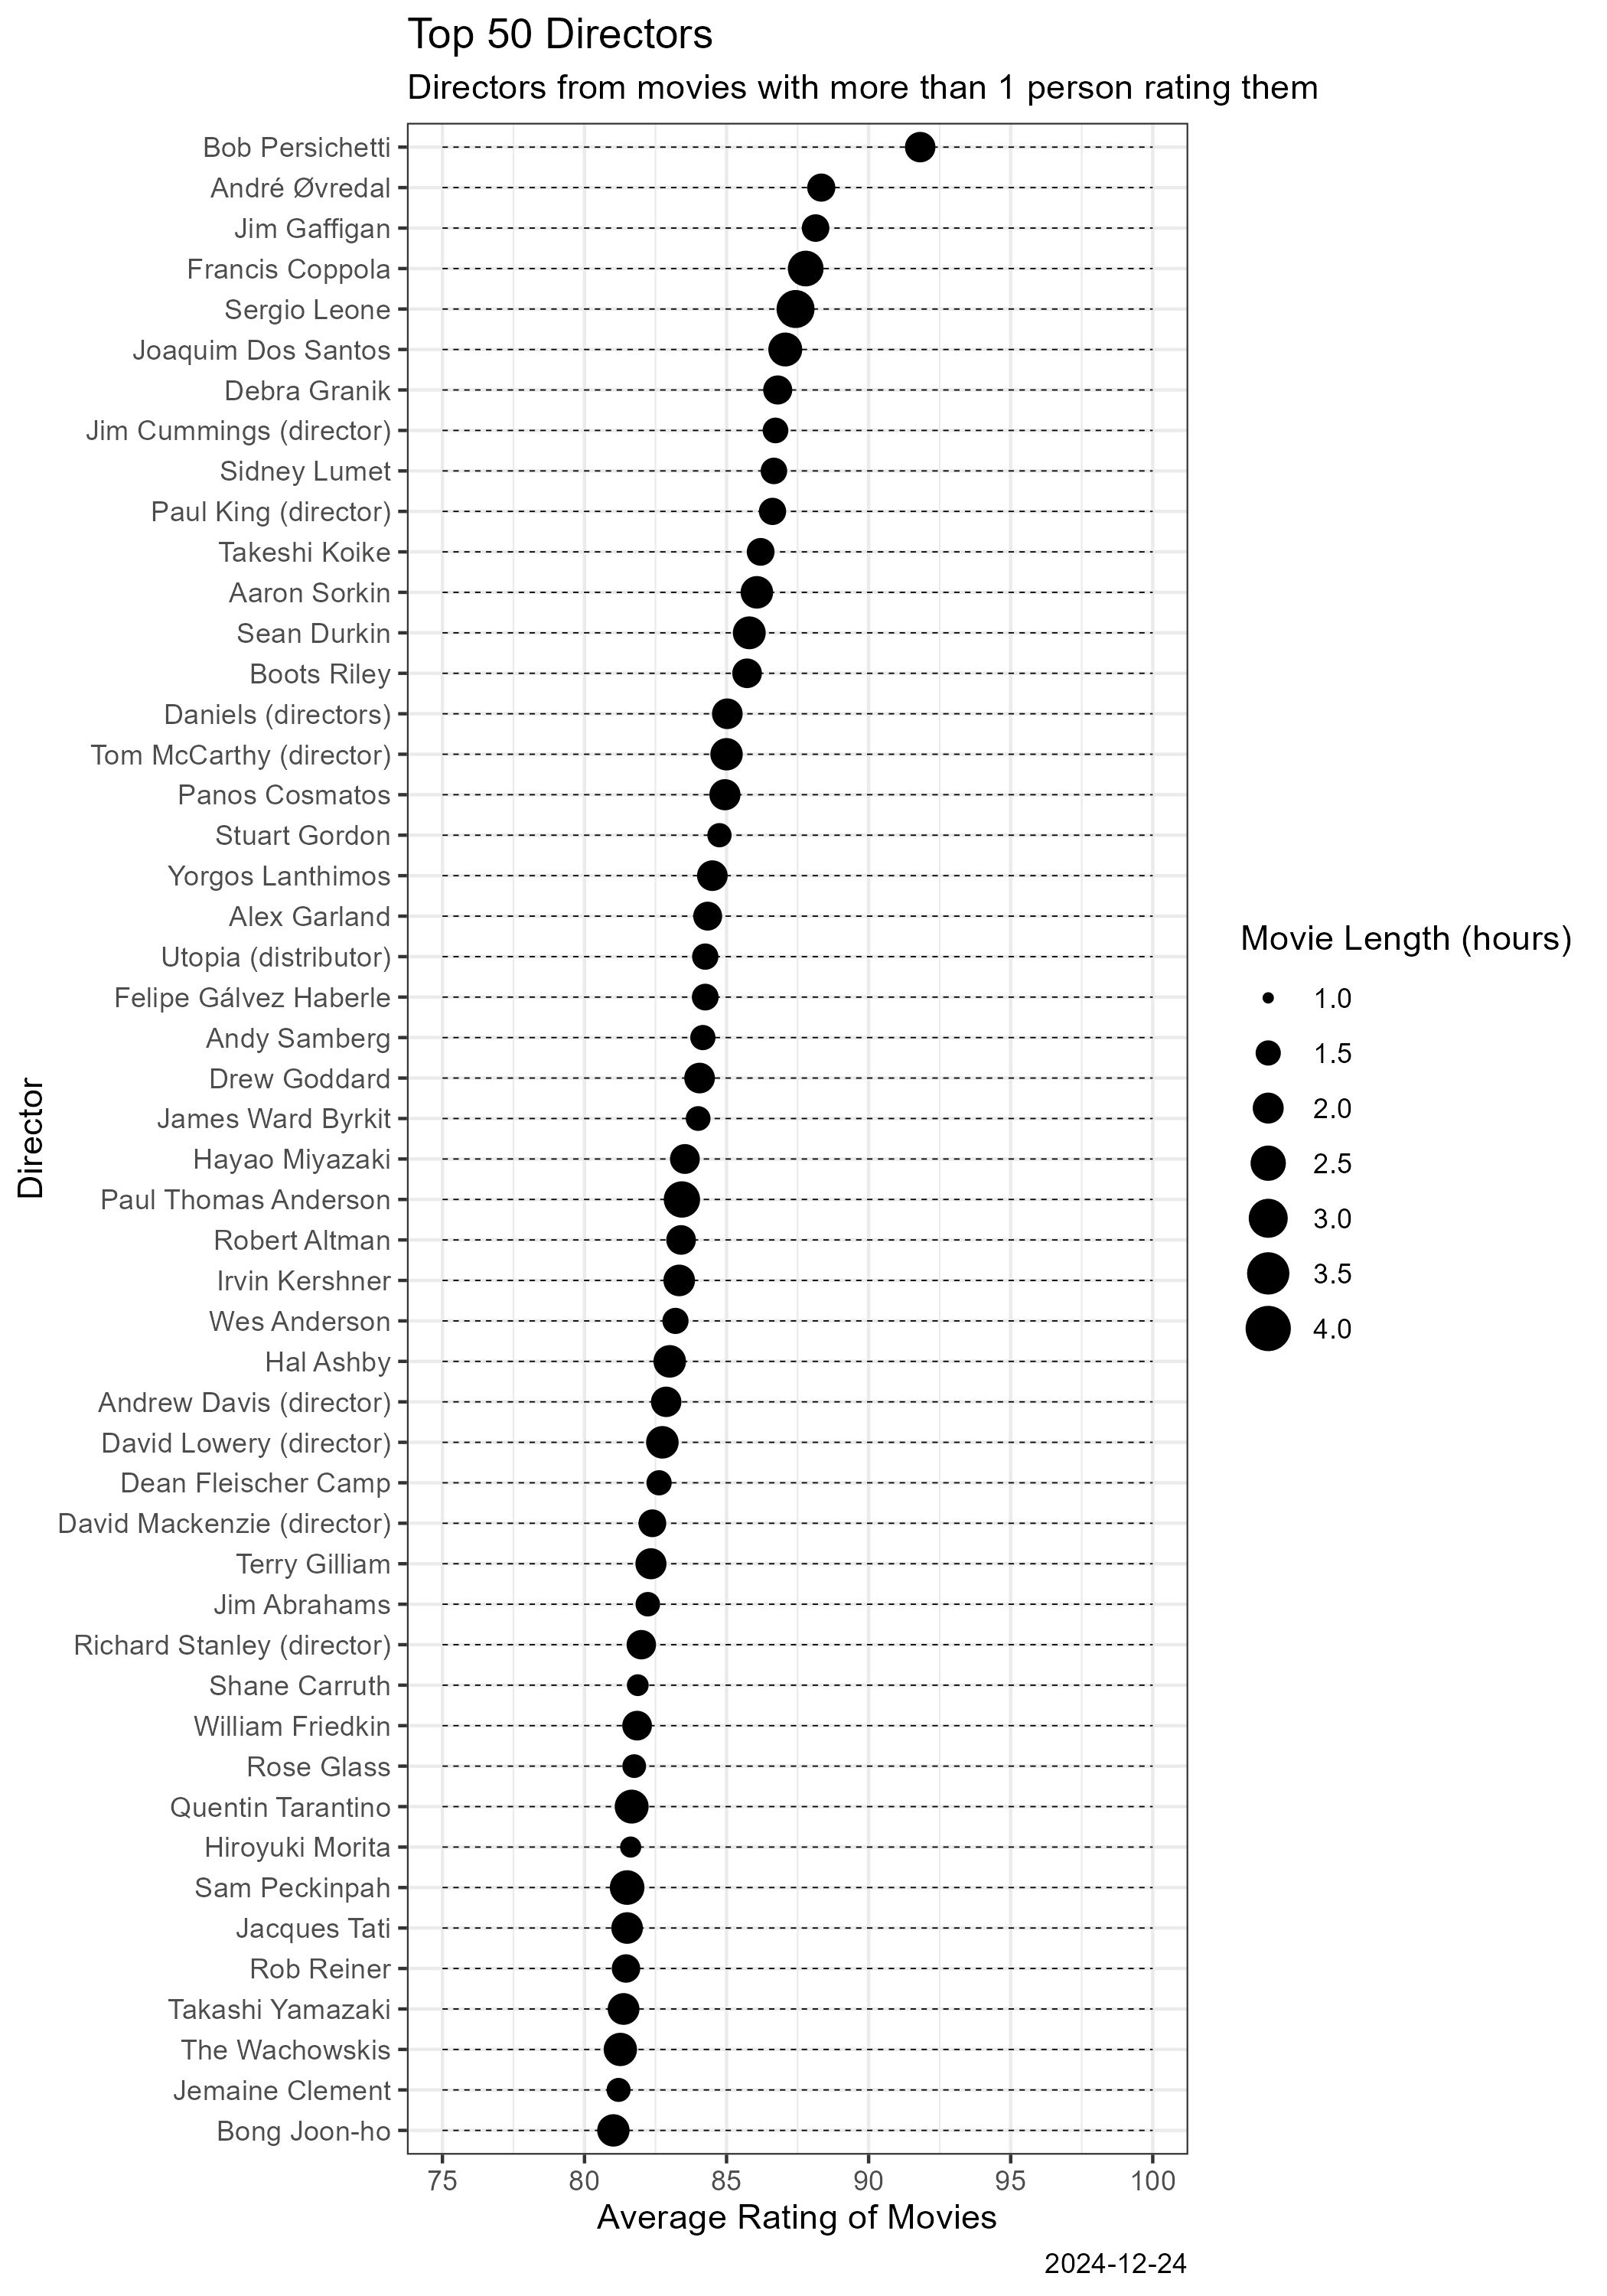 Top 50 Directors
Directors from movies with more than 1 person rating them
Bob Persichetti
André Øvredal
Jim Gaffigan
Francis Coppola
Sergio Leone
Joaquim Dos Santos
Debra Granik
Jim Cummings (director)
Sidney Lumet
Paul King (director)
Takeshi Koike
Aaron Sorkin
Sean Durkin
Boots Riley
Daniels (directors)
Tom McCarthy (director)
Panos Cosmatos
Stuart Gordon
Yorgos Lanthimos
Alex Garland
Utopia (distributor)
Felipe Gálvez Haberle
Andy Samberg
Drew Goddard
James Ward Byrkit
Hayao Miyazaki
Paul Thomas Anderson
Robert Altman
Irvin Kershner
Wes Anderson
Hal Ashby
Andrew Davis (director)
David Lowery (director)
Dean Fleischer Camp
David Mackenzie (director)
Terry Gilliam
Jim Abrahams
Richard Stanley (director)
Shane Carruth
William Friedkin
Rose Glass
Quentin Tarantino
Hiroyuki Morita
Sam Peckinpah
Jacques Tati
Rob Reiner
Takashi Yamazaki
The Wachowskis
Jemaine Clement
Bong Joon-ho
Director
75 80 85 90 95 100
Average Rating of Movies
Movie Length (hours)
1.0
1.5
2.0
2.5
3.0
3.5
4.0
2024-12-24